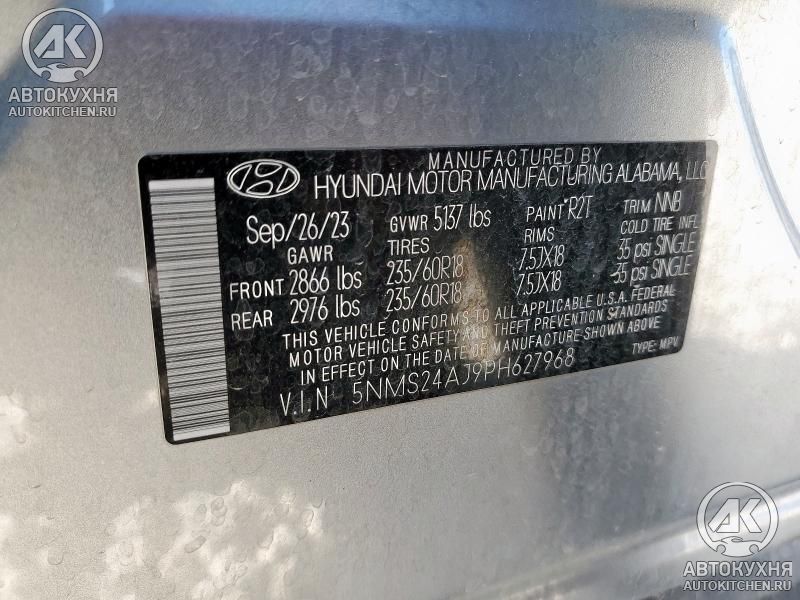 AK
АВТОКУХНЯ
AUTOKITCHEN.RU
MANUFACTURED BY
HYUNDAI MOTOR MANUFACTURING ALABAMA, LLC
Sep/26/23 GVWR 5137 lbs PAINT R2T TRIM NNB
GAWR TIRES RIMS COLD TIRE INFL
FRONT 2866 lbs 235/60R18 7.5JX18 35 psi SINGLE
REAR 2976 lbs 235/60R18 7.5JX18 35 psi SINGLE
THIS VEHICLE CONFORMS TO ALL APPLICABLE U.S.A. FEDERAL
MOTOR VEHICLE SAFETY AND THEFT PREVENTION STANDARDS
IN EFFECT ON THE DATE OF MANUFACTURE SHOWN ABOVE
V.I.N 5NMS24AJ9PH627968 TYPE: MPV
AK
АВТОКУХНЯ
AUTOKITCHEN.RU